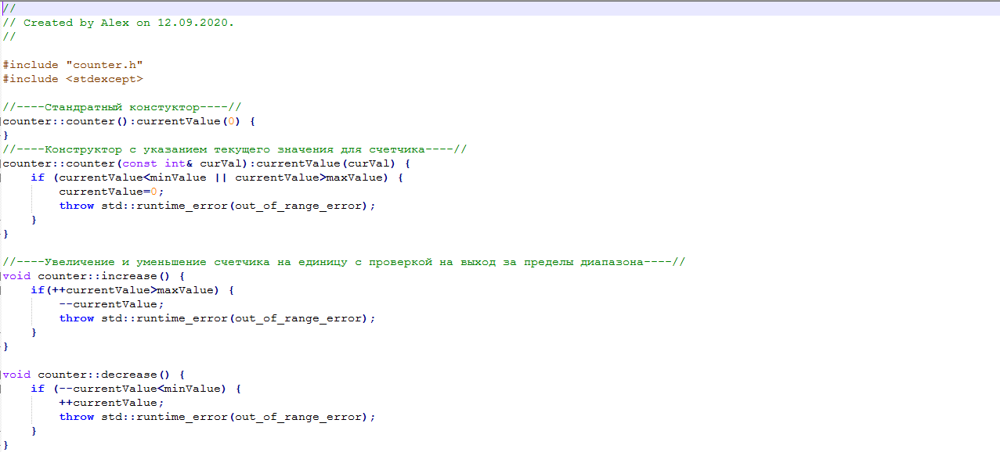 //
// Created by Alex on 12.09.2020.
//
#include "counter.h"
#include <stdexcept>
//----Стандратный констуктор----//
counter::counter():currentValue(0) {
}
//----Конструктор с указанием текущего значения для счетчика----//
counter::counter(const int& curVal):currentValue(curVal) {
    if (currentValue<minValue || currentValue>maxValue) {
        currentValue=0;
        throw std::runtime_error(out_of_range_error);
    }
}
//----Увеличение и уменьшение счетчика на единицу с проверкой на выход за пределы диапазона----//
void counter::increase() {
    if(++currentValue>maxValue) {
        --currentValue;
        throw std::runtime_error(out_of_range_error);
    }
}
void counter::decrease() {
    if (--currentValue<minValue) {
        ++currentValue;
        throw std::runtime_error(out_of_range_error);
    }
}